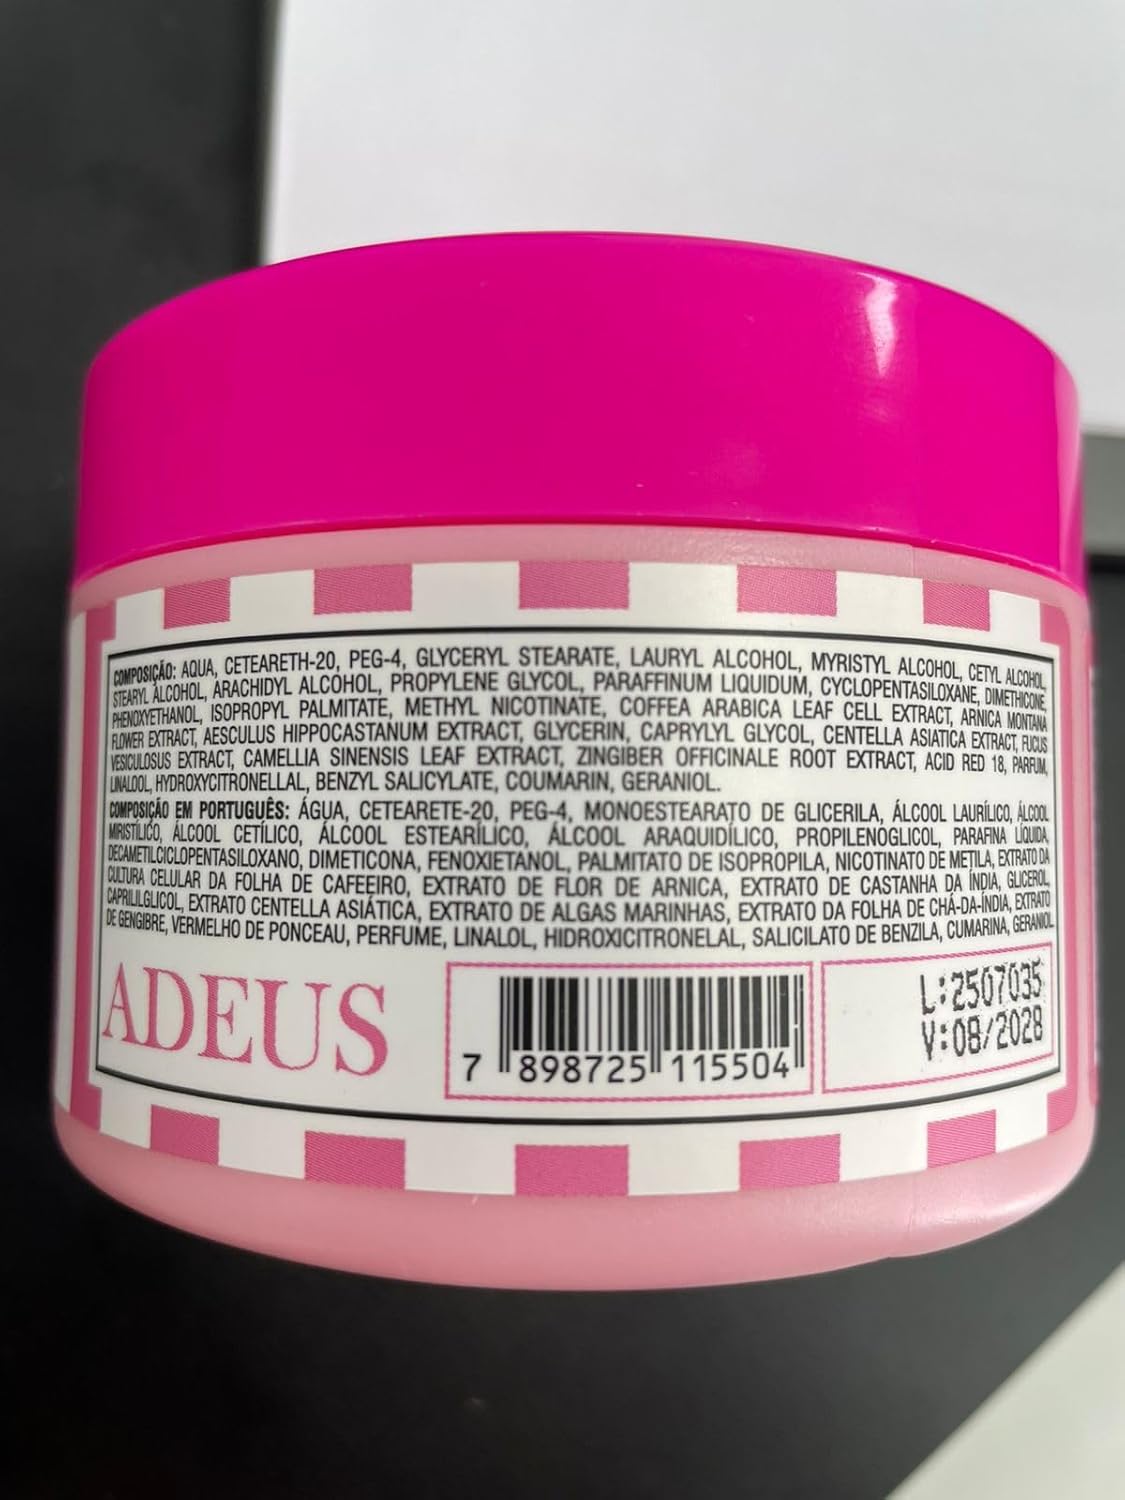 COMPOSIÇÃO: AQUA, CETEARETH-20, PEG-4, GLYCERYL STEARATE, LAURYL ALCOHOL, MYRISTYL ALCOHOL, CETYL ALCOHOL,
STEARYL ALCOHOL, ARACHIDYL ALCOHOL, PROPYLENE GLYCOL, PARAFFINUM LIQUIDUM, CYCLOPENTASILOXANE, DIMETHICONE,
PHENOXYETHANOL, ISOPROPYL PALMITATE, METHYL NICOTINATE, COFFEA ARABICA LEAF CELL EXTRACT, ARNICA MONTANA
FLOWER EXTRACT, AESCULUS HIPPOCASTANUM EXTRACT, GLYCERIN, CAPRYLYL GLYCOL, CENTELLA ASIATICA EXTRACT, FUCUS
VESICULOSUS EXTRACT, CAMELLIA SINENSIS LEAF EXTRACT, ZINGIBER OFFICINALE ROOT EXTRACT, ACID RED 18, PARFUM,
LINALOOL, HYDROXYCITRONELLAL, BENZYL SALICYLATE, COUMARIN, GERANIOL.
COMPOSIÇÃO EM PORTUGUÊS: ÁGUA, CETEARETE-20, PEG-4, MONOESTEARATO DE GLICERILA, ÁLCOOL LAURÍLICO, ÁLCOOL
MIRISTÍLICO, ÁLCOOL CETÍLICO, ÁLCOOL ESTEARÍLICO, ÁLCOOL ARAQUIDÍLICO, PROPILENOGLICOL, PARAFINA LÍQUIDA,
DECAMETILCICLOPENTASILOXANO, DIMETICONA, FENOXIETANOL, PALMITATO DE ISOPROPILA, NICOTINATO DE METILA, EXTRATO DA
CULTURA CELULAR DA FOLHA DE CAFEEIRO, EXTRATO DE FLOR DE ARNICA, EXTRATO DE CASTANHA DA ÍNDIA, GLICEROL,
CAPRILILGLICOL, EXTRATO CENTELLA ASIÁTICA, EXTRATO DE ALGAS MARINHAS, EXTRATO DA FOLHA DE CHÁ-DA-ÍNDIA, EXTRATO
DE GENGIBRE, VERMELHO DE PONCEAU, PERFUME, LINALOL, HIDROXICITRONELAL, SALICILATO DE BENZILA, CUMARINA, GERANIOL
ADEUS
7 898725 115504
L:2507035
V:08/2028